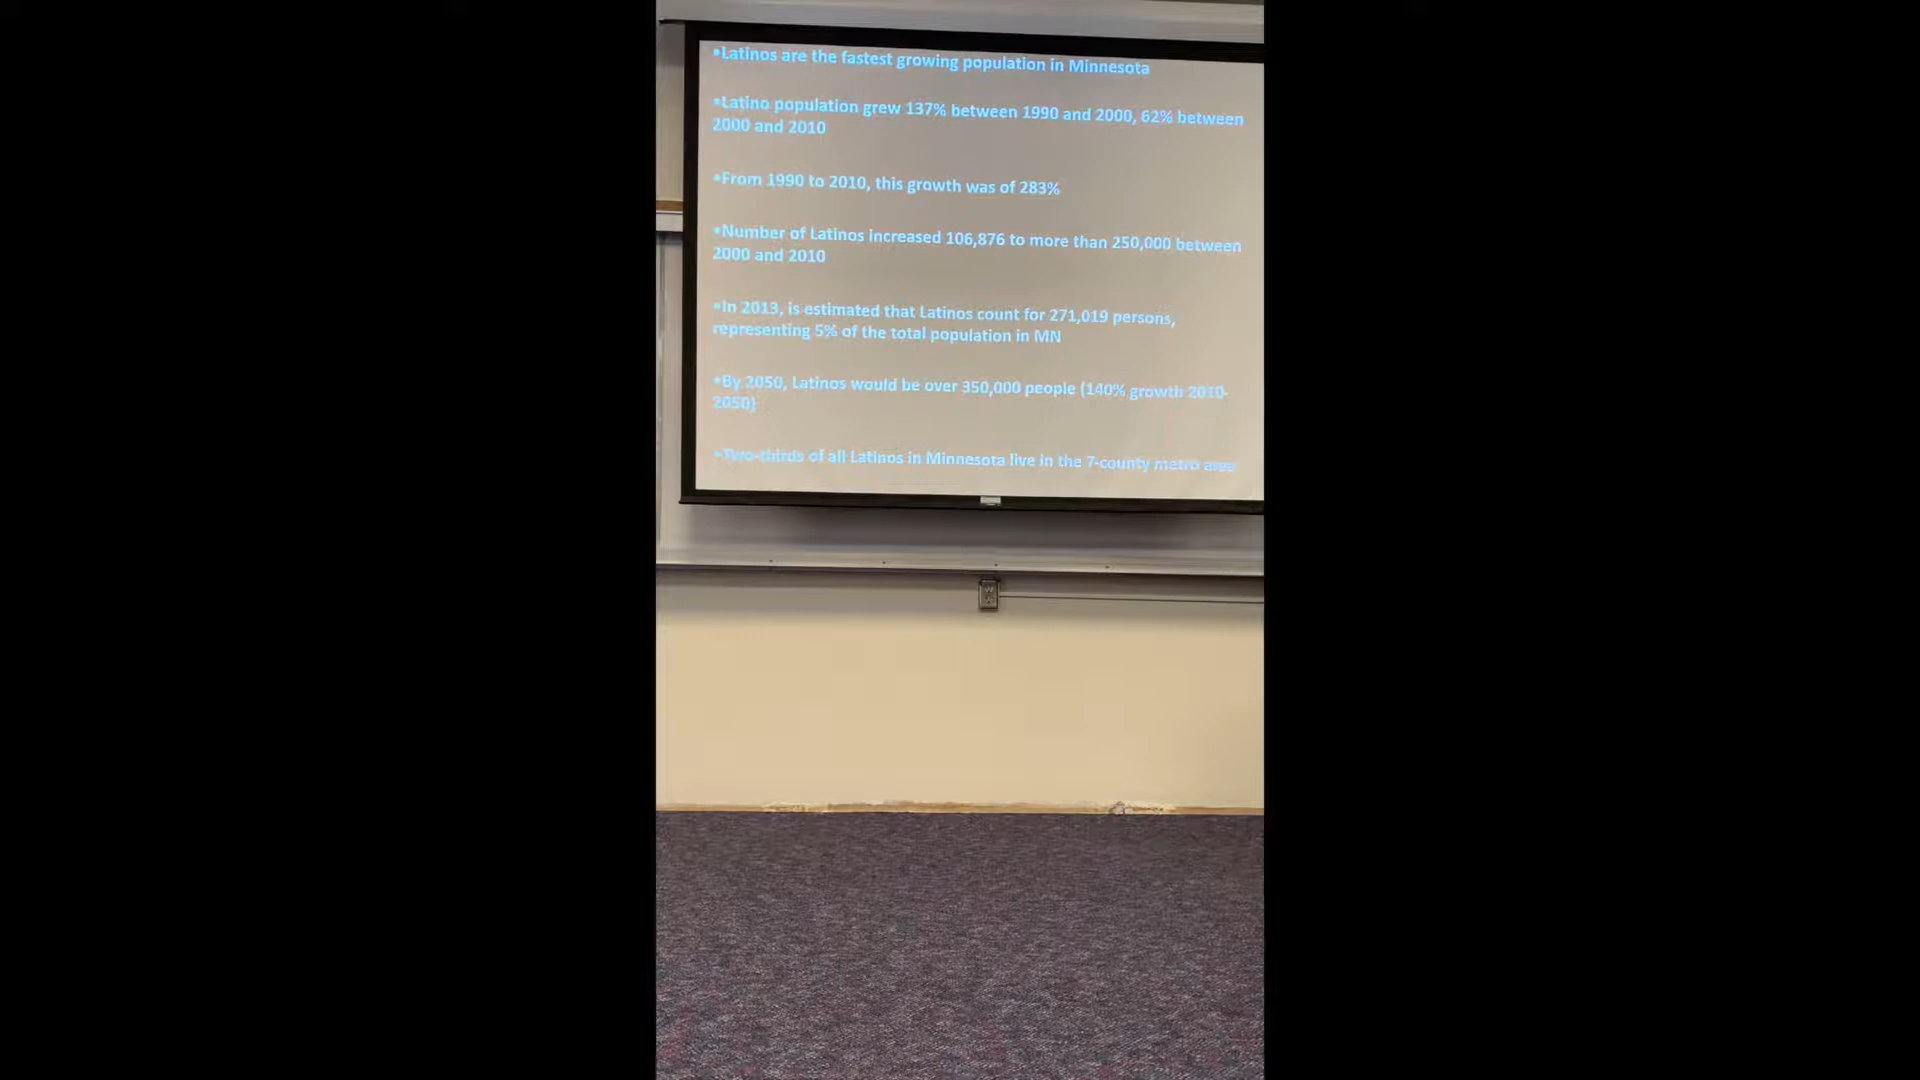 •Latinos are the fastest growing population in Minnesota
•Latino population grew 137% between 1990 and 2000, 62% between
2000 and 2010
•From 1990 to 2010, this growth was of 283%
•Number of Latinos increased 106,876 to more than 250,000 between
2000 and 2010
•In 2013, is estimated that Latinos count for 271,019 persons,
representing 5% of the total population in MN
•By 2050, Latinos would be over 350,000 people (140% growth 2010-
2050)
•Two-thirds of all Latinos in Minnesota live in the 7-county metro area